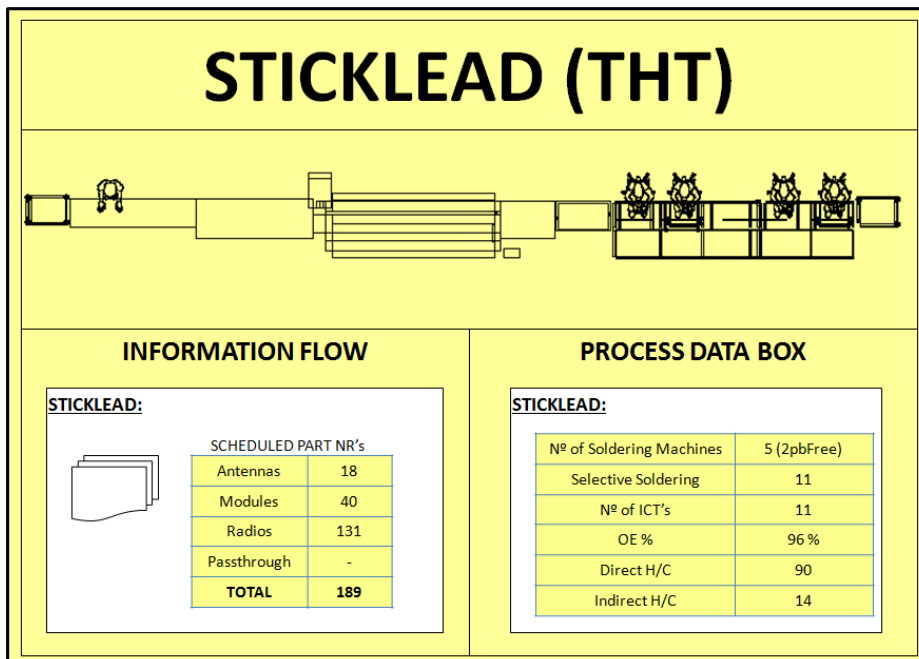 STICKLEAD (THT)
INFORMATION FLOW
STICKLEAD:
SCHEDULED PART NR's
Antennas 18
Modules 40
Radios 131
Passthrough -
TOTAL 189
PROCESS DATA BOX
STICKLEAD:
Nº of Soldering Machines 5 (2pbFree)
Selective Soldering 11
Nº of ICT's 11
OE % 96 %
Direct H/C 90
Indirect H/C 14